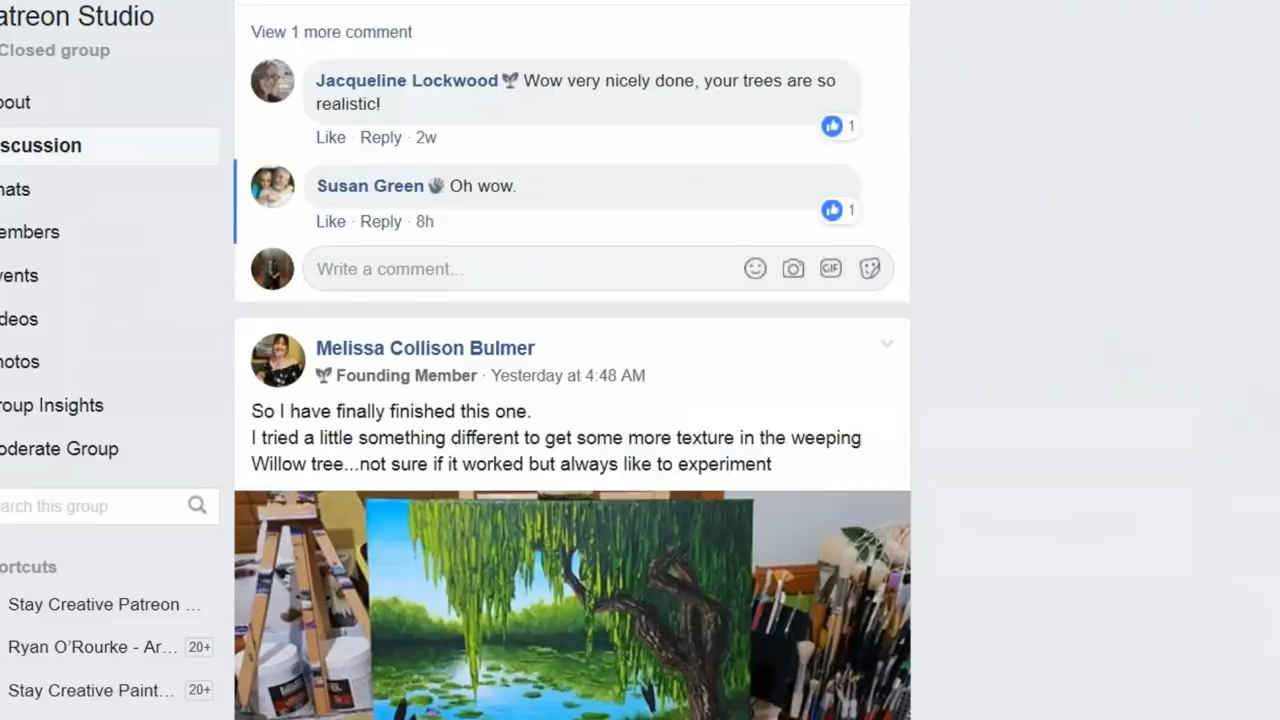 atreon Studio
Closed group
bout
scussion
hats
embers
vents
deos
hotos
roup Insights
oderate Group
arch this group
ortcuts
Stay Creative Patreon ...
Ryan O'Rourke - Ar... 20+
Stay Creative Paint... 20+
View 1 more comment
Jacqueline Lockwood Wow very nicely done, your trees are so
realistic!
1
Like · Reply · 2w
Susan Green Oh wow.
1
Like · Reply · 8h
Write a comment...
GIF
Melissa Collison Bulmer
Founding Member · Yesterday at 4:48 AM
So I have finally finished this one.
I tried a little something different to get some more texture in the weeping
Willow tree...not sure if it worked but always like to experiment